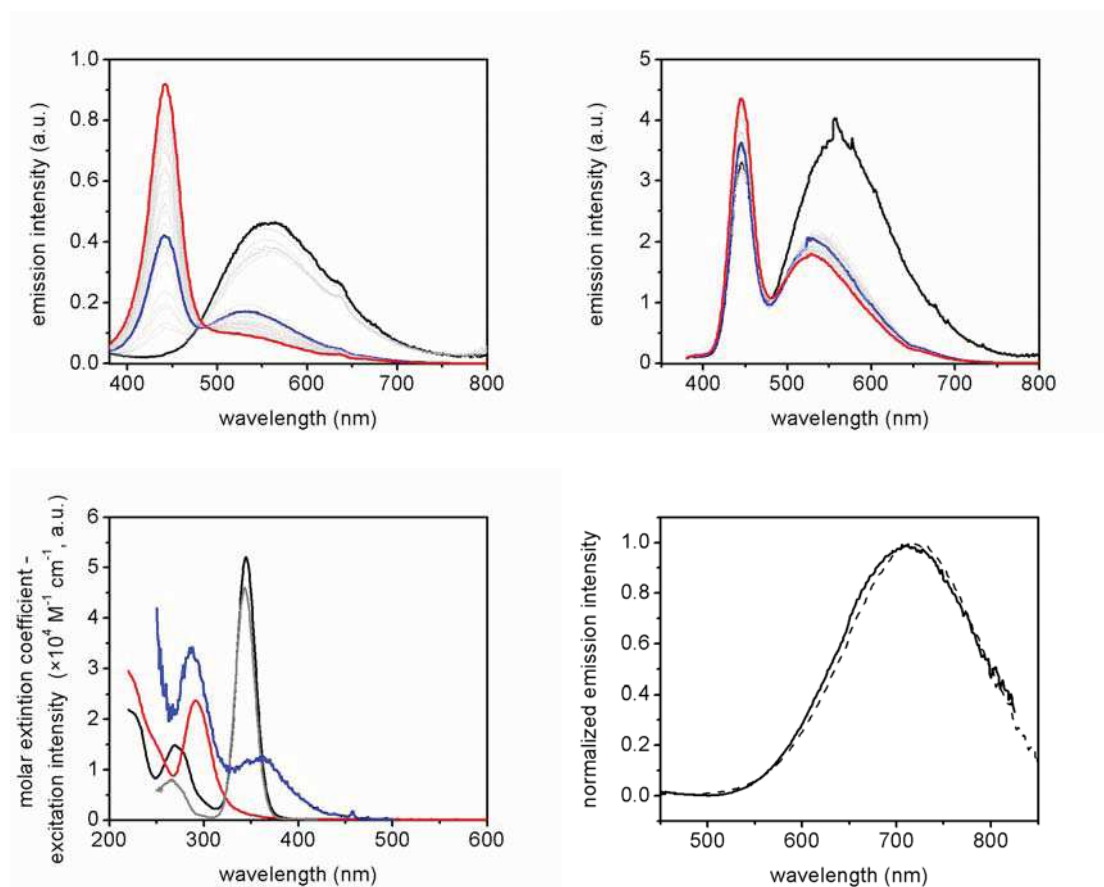 1.0
0.8
0.6
0.4
0.2
0.0
emission intensity (a.u.)
400 500 600 700 800
wavelength (nm)
5
4
3
2
1
0
emission intensity (a.u.)
400 500 600 700 800
wavelength (nm)
6
5
4
3
2
1
0
molar extintion coefficient -
excitation intensity (×10⁴ M⁻¹ cm⁻¹, a.u.)
200 300 400 500 600
wavelength (nm)
1.0
0.8
0.6
0.4
0.2
0.0
normalized emission intensity
500 600 700 800
wavelength (nm)